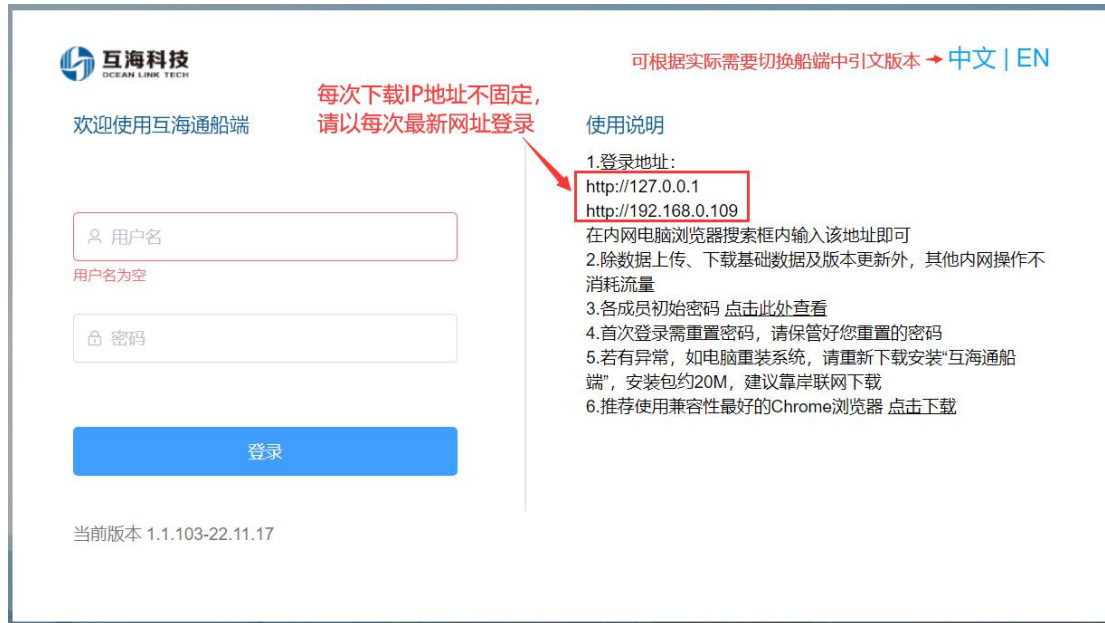 互海科技
OCEAN LINK TECH
可根据实际需要切换船端中引文版本
中文 | EN
每次下载IP地址不固定，
请以每次最新网址登录
欢迎使用互海通船端
用户名
用户名为空
密码
登录
当前版本 1.1.103-22.11.17
使用说明
1.登录地址：
http://127.0.0.1
http://192.168.0.109
在内网电脑浏览器搜索框内输入该地址即可
2.除数据上传、下载基础数据及版本更新外，其他内网操作不
消耗流量
3.各成员初始密码 点击此处查看
4.首次登录需重置密码，请保管好您重置的密码
5.若有异常，如电脑重装系统，请重新下载安装“互海通船
端”，安装包约20M，建议靠岸联网下载
6.推荐使用兼容性最好的Chrome浏览器 点击下载